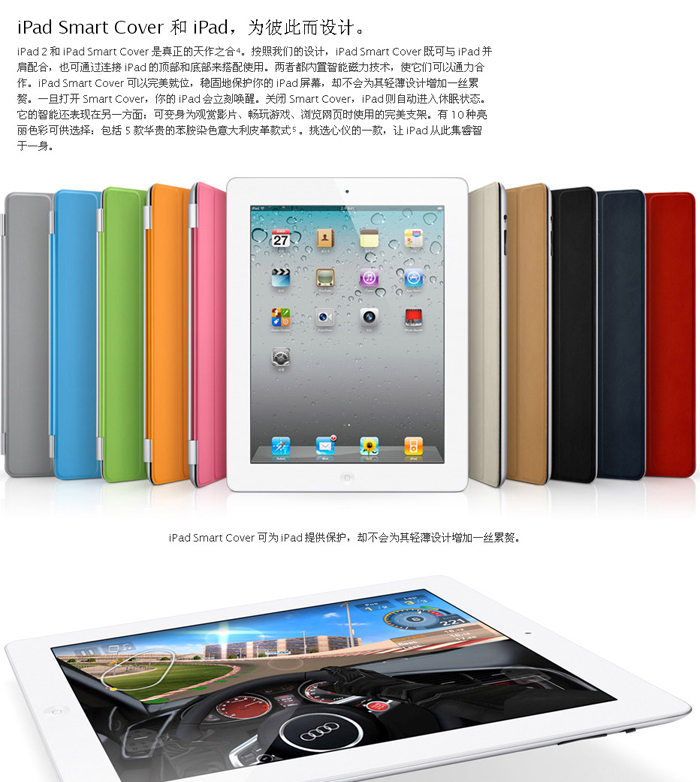 iPad Smart Cover 和 iPad，为彼此而设计。
iPad 2 和 iPad Smart Cover 是真正的天作之合⁴。按照我们的设计，iPad Smart Cover 既可与 iPad 并
肩配合，也可通过连接 iPad 的顶部和底部来搭配使用。两者都内置智能磁力技术，使它们可以通力合
作。iPad Smart Cover 可以完美就位，稳固地保护你的 iPad 屏幕，却不会为其轻薄设计增加一丝累
赘。一旦打开 Smart Cover，你的 iPad 会立刻唤醒。关闭 Smart Cover，iPad 则自动进入休眠状态。
它的智能还表现在另一方面：可变身为观赏影片、畅玩游戏、浏览网页时使用的完美支架。有 10 种亮
丽色彩可供选择：包括 5 款华贵的苯胺染色意大利皮革款式⁵。挑选心仪的一款，让 iPad 从此集睿智
于一身。
27
iPad Smart Cover 可为 iPad 提供保护，却不会为其轻薄设计增加一丝累赘。
221